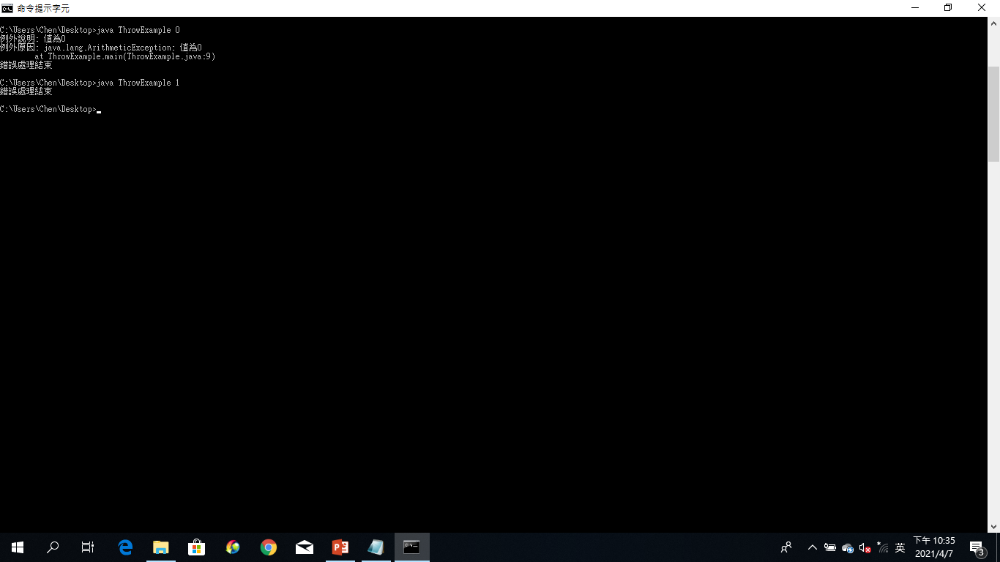 命令提示字元
C:\Users\Chen\Desktop>java ThrowExample 0
例外說明: 值為0
例外原因: java.lang.ArithmeticException: 值為0
        at ThrowExample.main(ThrowExample.java:9)
錯誤處理結束
C:\Users\Chen\Desktop>java ThrowExample 1
錯誤處理結束
C:\Users\Chen\Desktop>
英
下午 10:35
2021/4/7
3